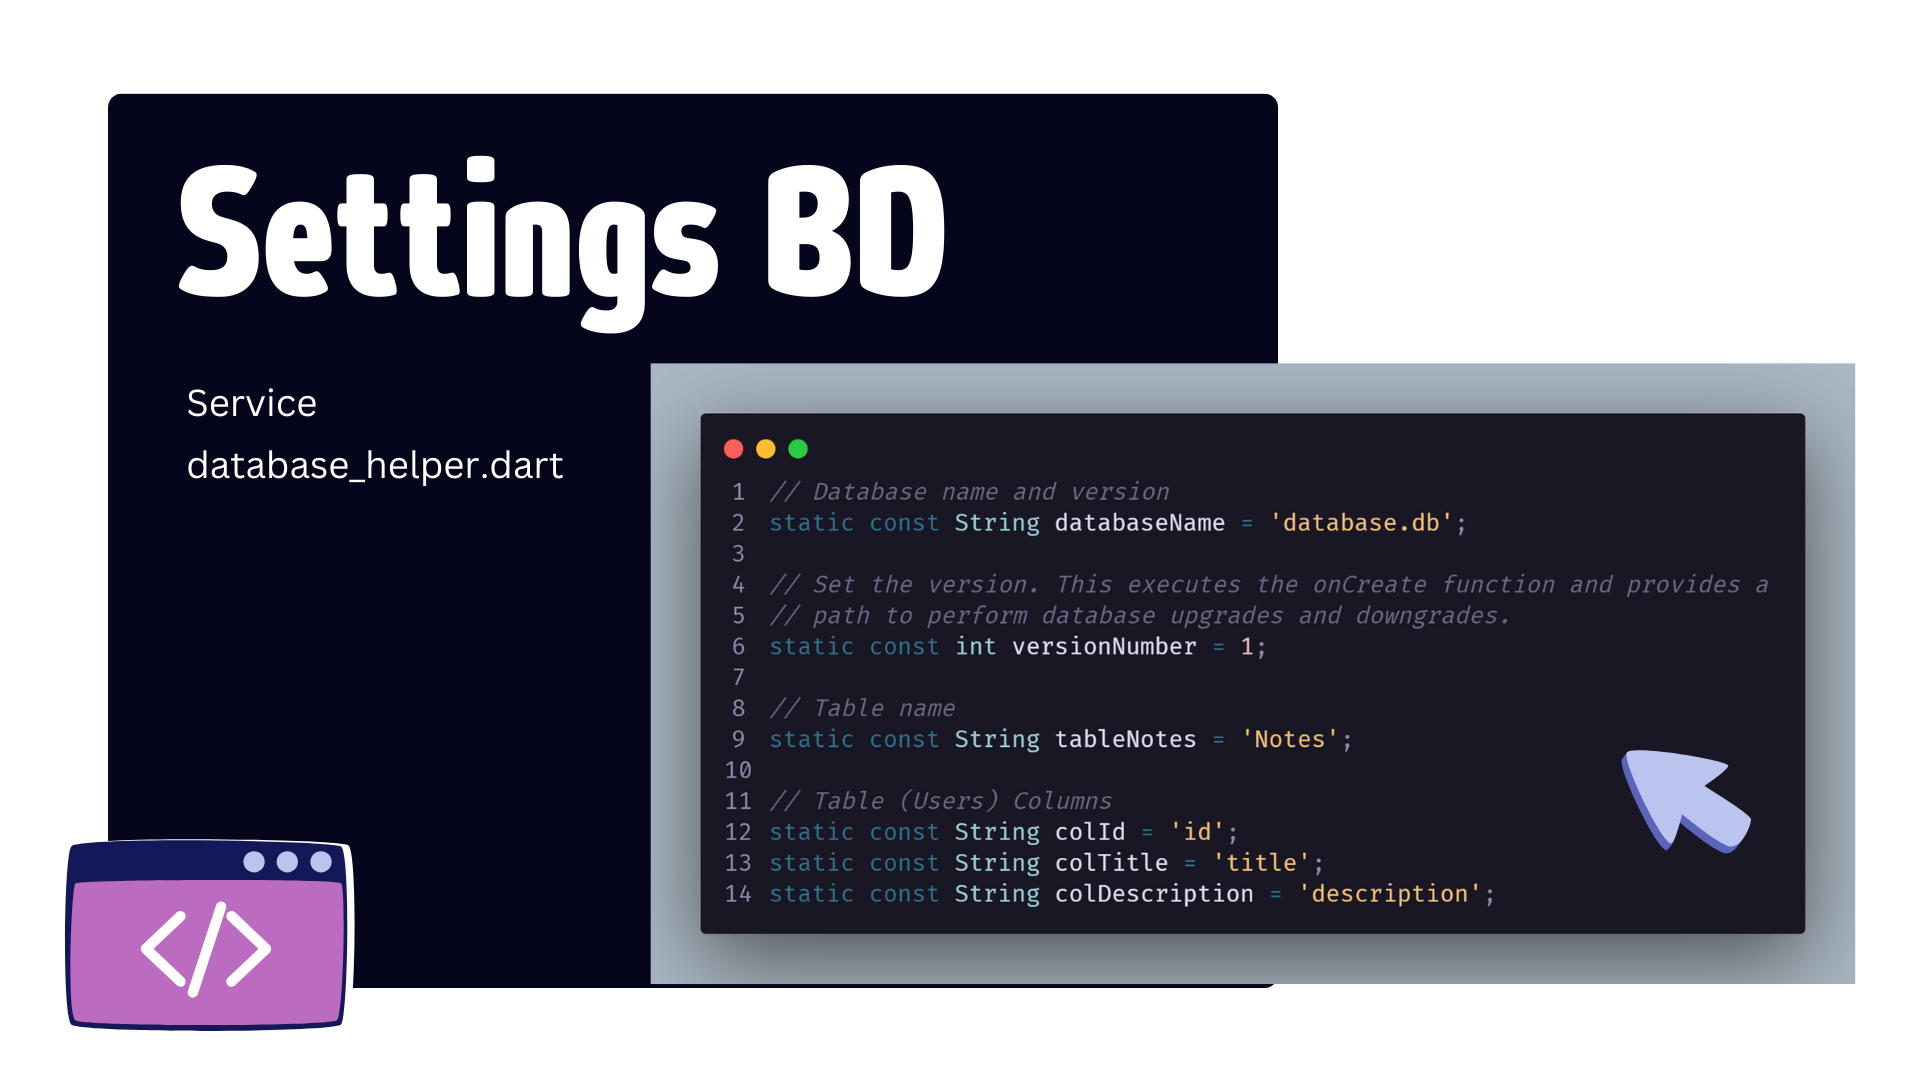 Settings BD
Service
database_helper.dart
1 // Database name and version
2 static const String databaseName = 'database.db';
3
4 // Set the version. This executes the onCreate function and provides a
5 // path to perform database upgrades and downgrades.
6 static const int versionNumber = 1;
7
8 // Table name
9 static const String tableNotes = 'Notes';
10
11 // Table (Users) Columns
12 static const String colId = 'id';
13 static const String colTitle = 'title';
14 static const String colDescription = 'description';
</>